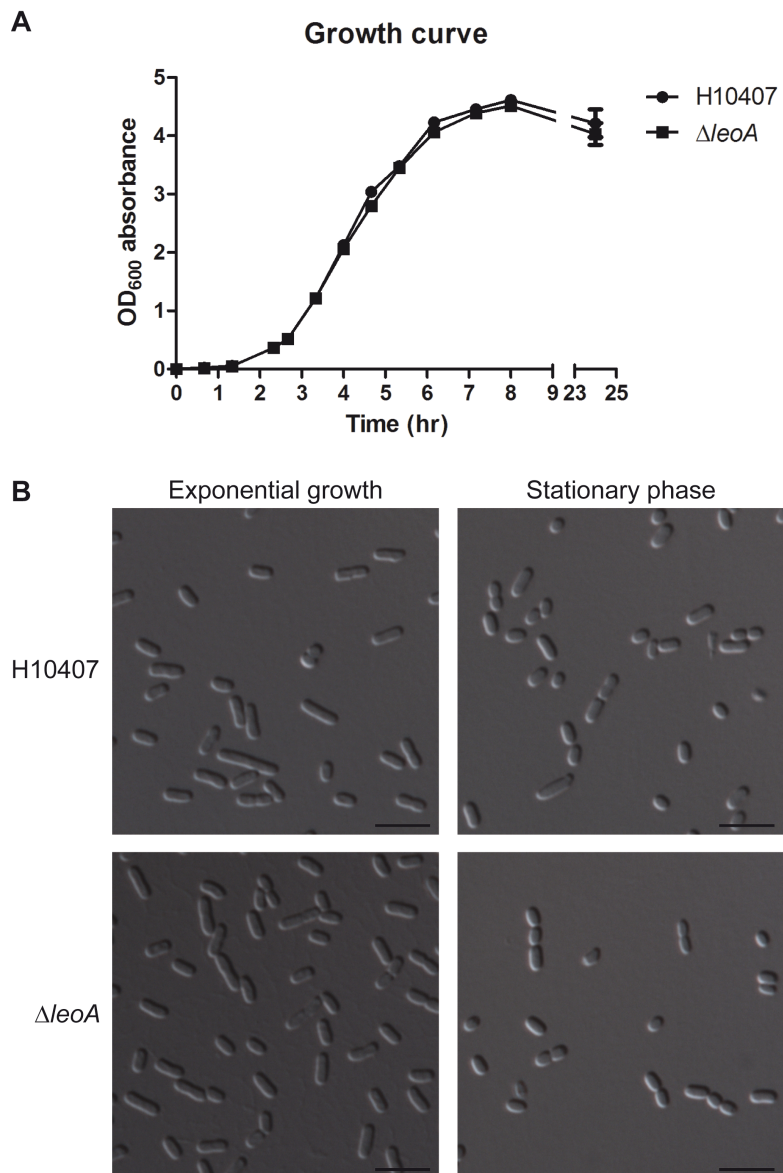 A
Growth curve
OD600 absorbance
5
4
3
2
1
0
0 1 2 3 4 5 6 7 8 9 23 25
Time (hr)
H10407
ΔleoA
B
Exponential growth Stationary phase
H10407
ΔleoA